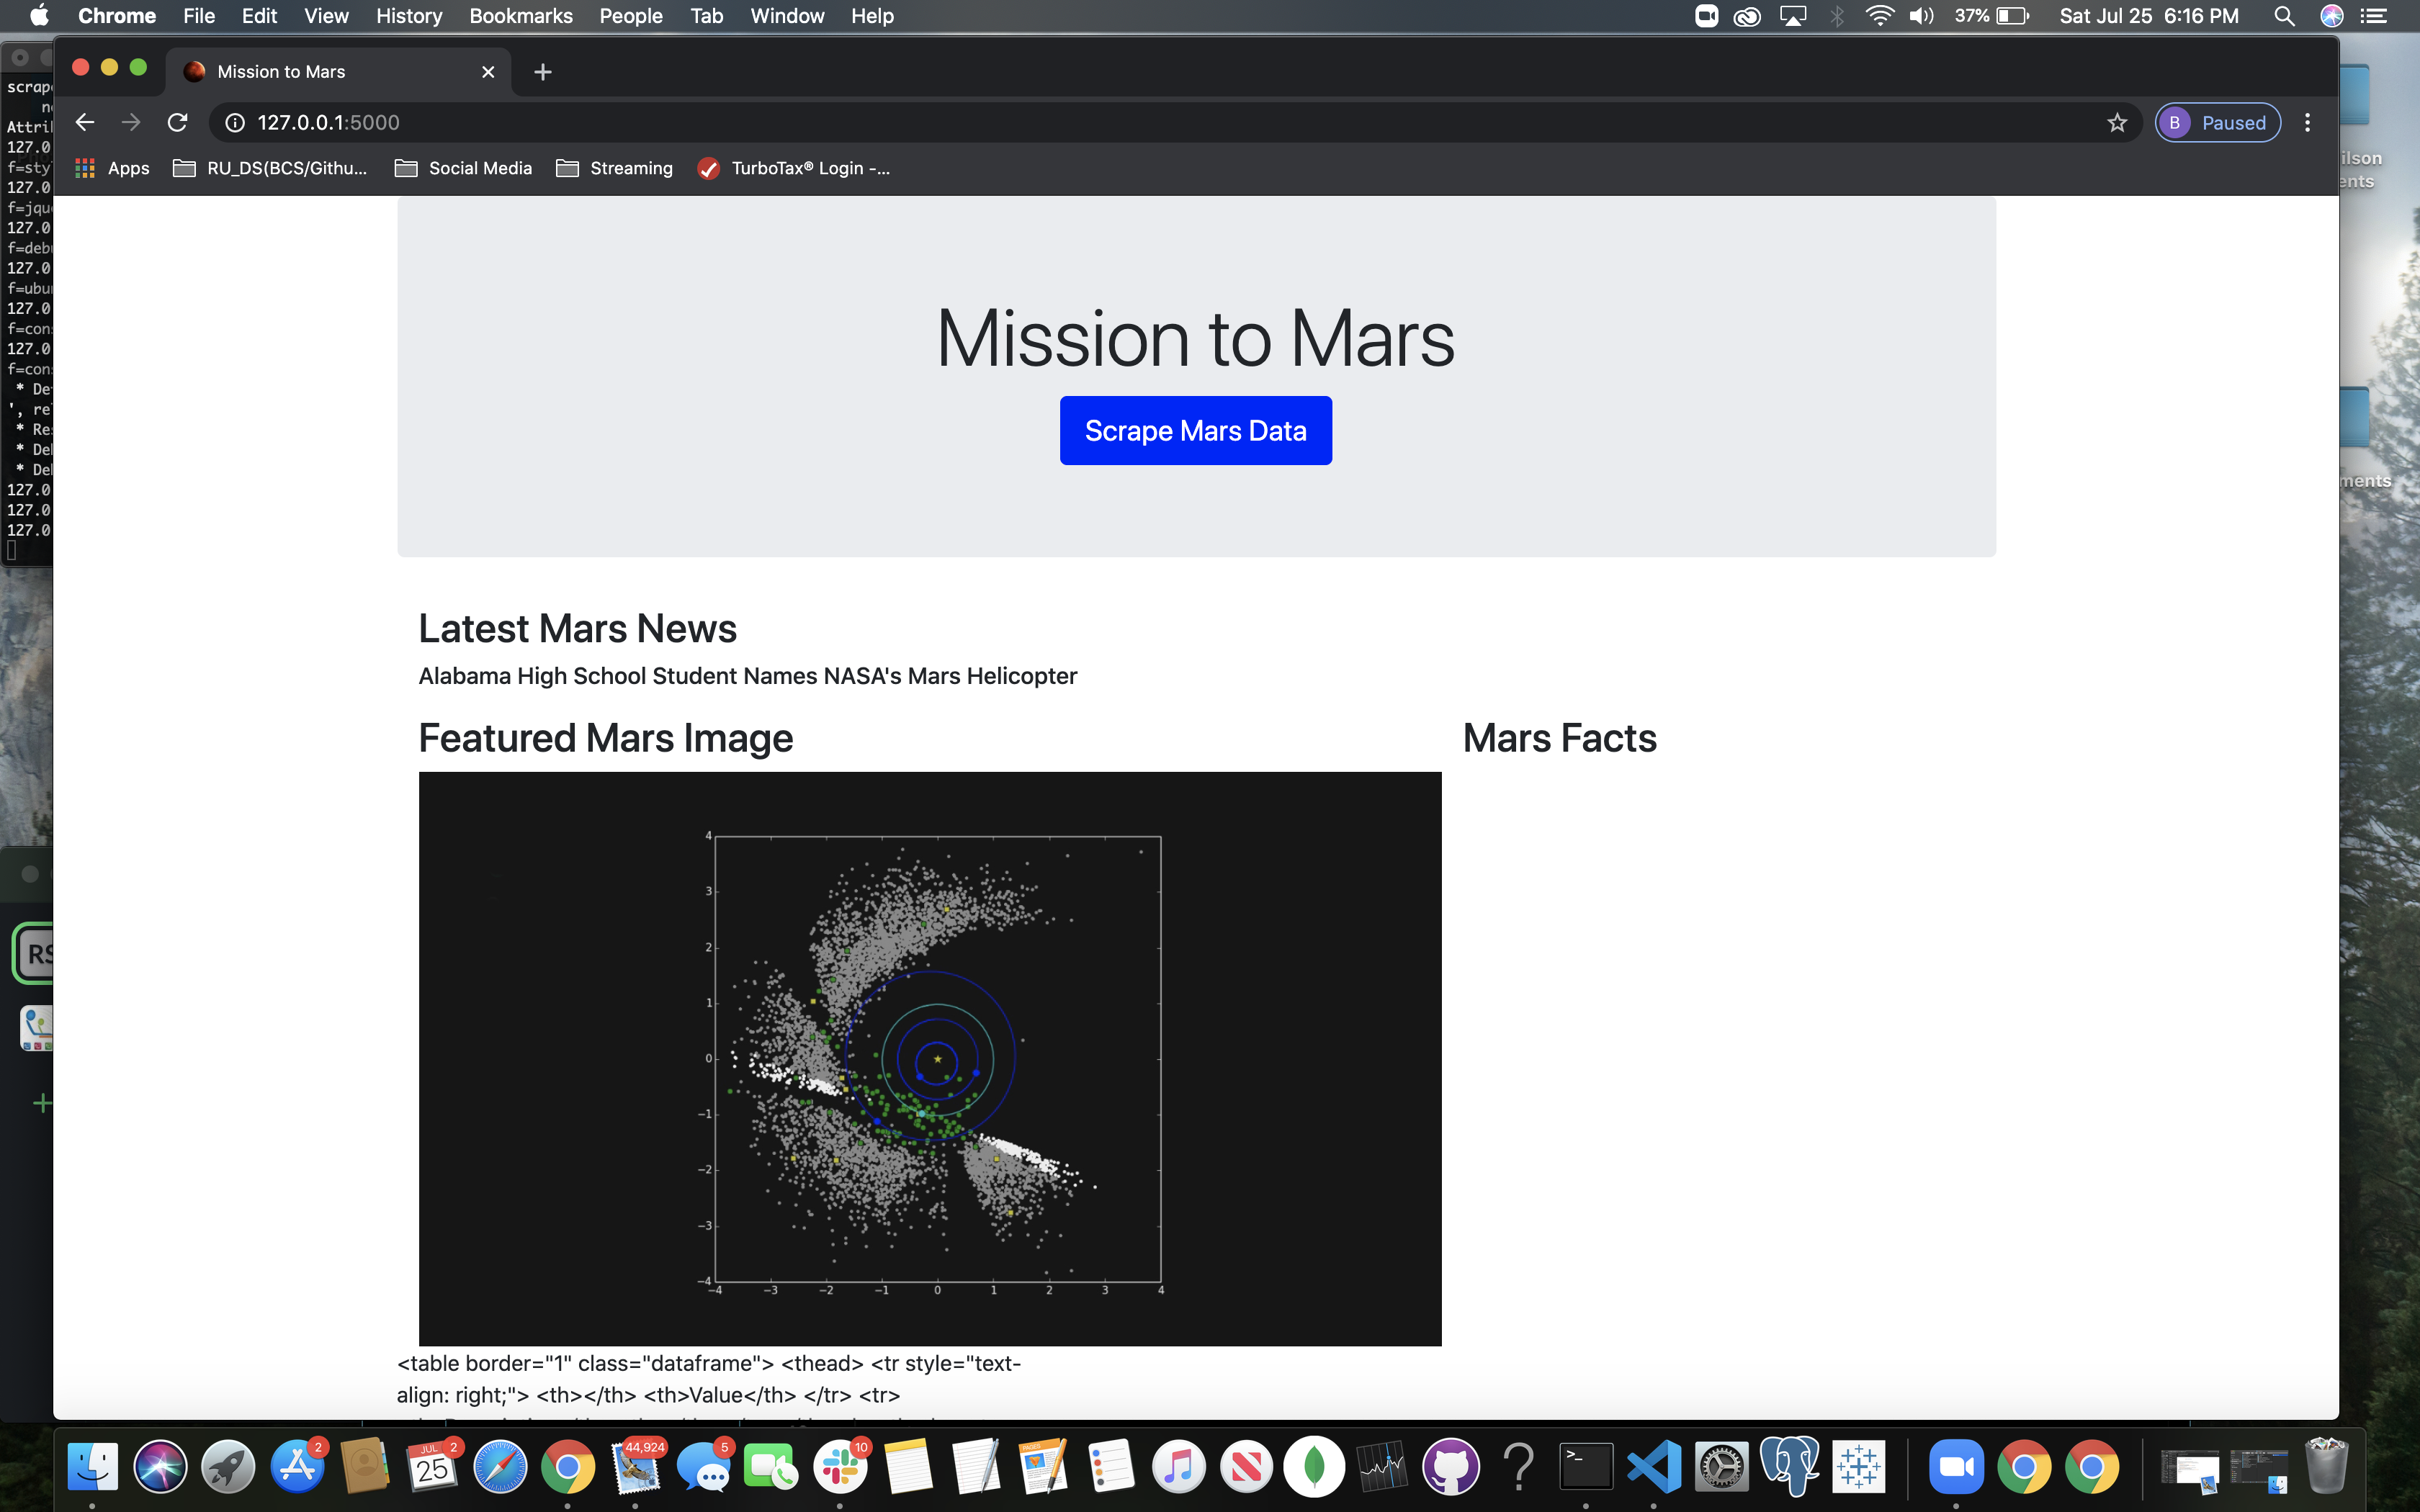 Chrome File Edit View History Bookmarks People Tab Window Help 37% Sat Jul 25 6:16 PM
Mission to Mars
127.0.0.1:5000
B Paused
Apps RU_DS(BCS/Githu... Social Media Streaming TurboTax® Login -...
scrap
Attri
127.0
f=sty
127.0
f=jqu
127.0
f=deb
127.0
f=ubu
127.0
f=con
127.0
f=con
* De
', re
* Res
* De
* De
127.0
127.0
127.0
ilson
ents
ments
RS
Mission to Mars
Scrape Mars Data
Latest Mars News
Alabama High School Student Names NASA's Mars Helicopter
Featured Mars Image
Mars Facts
4
3
2
1
0
−1
−2
−3
−4
−4 −3 −2 −1 0 1 2 3 4
<table border="1" class="dataframe"> <thead> <tr style="text-
align: right;"> <th></th> <th>Value</th> </tr> <tr>
2 JUL 25 2 44,924 5 10 PAGES